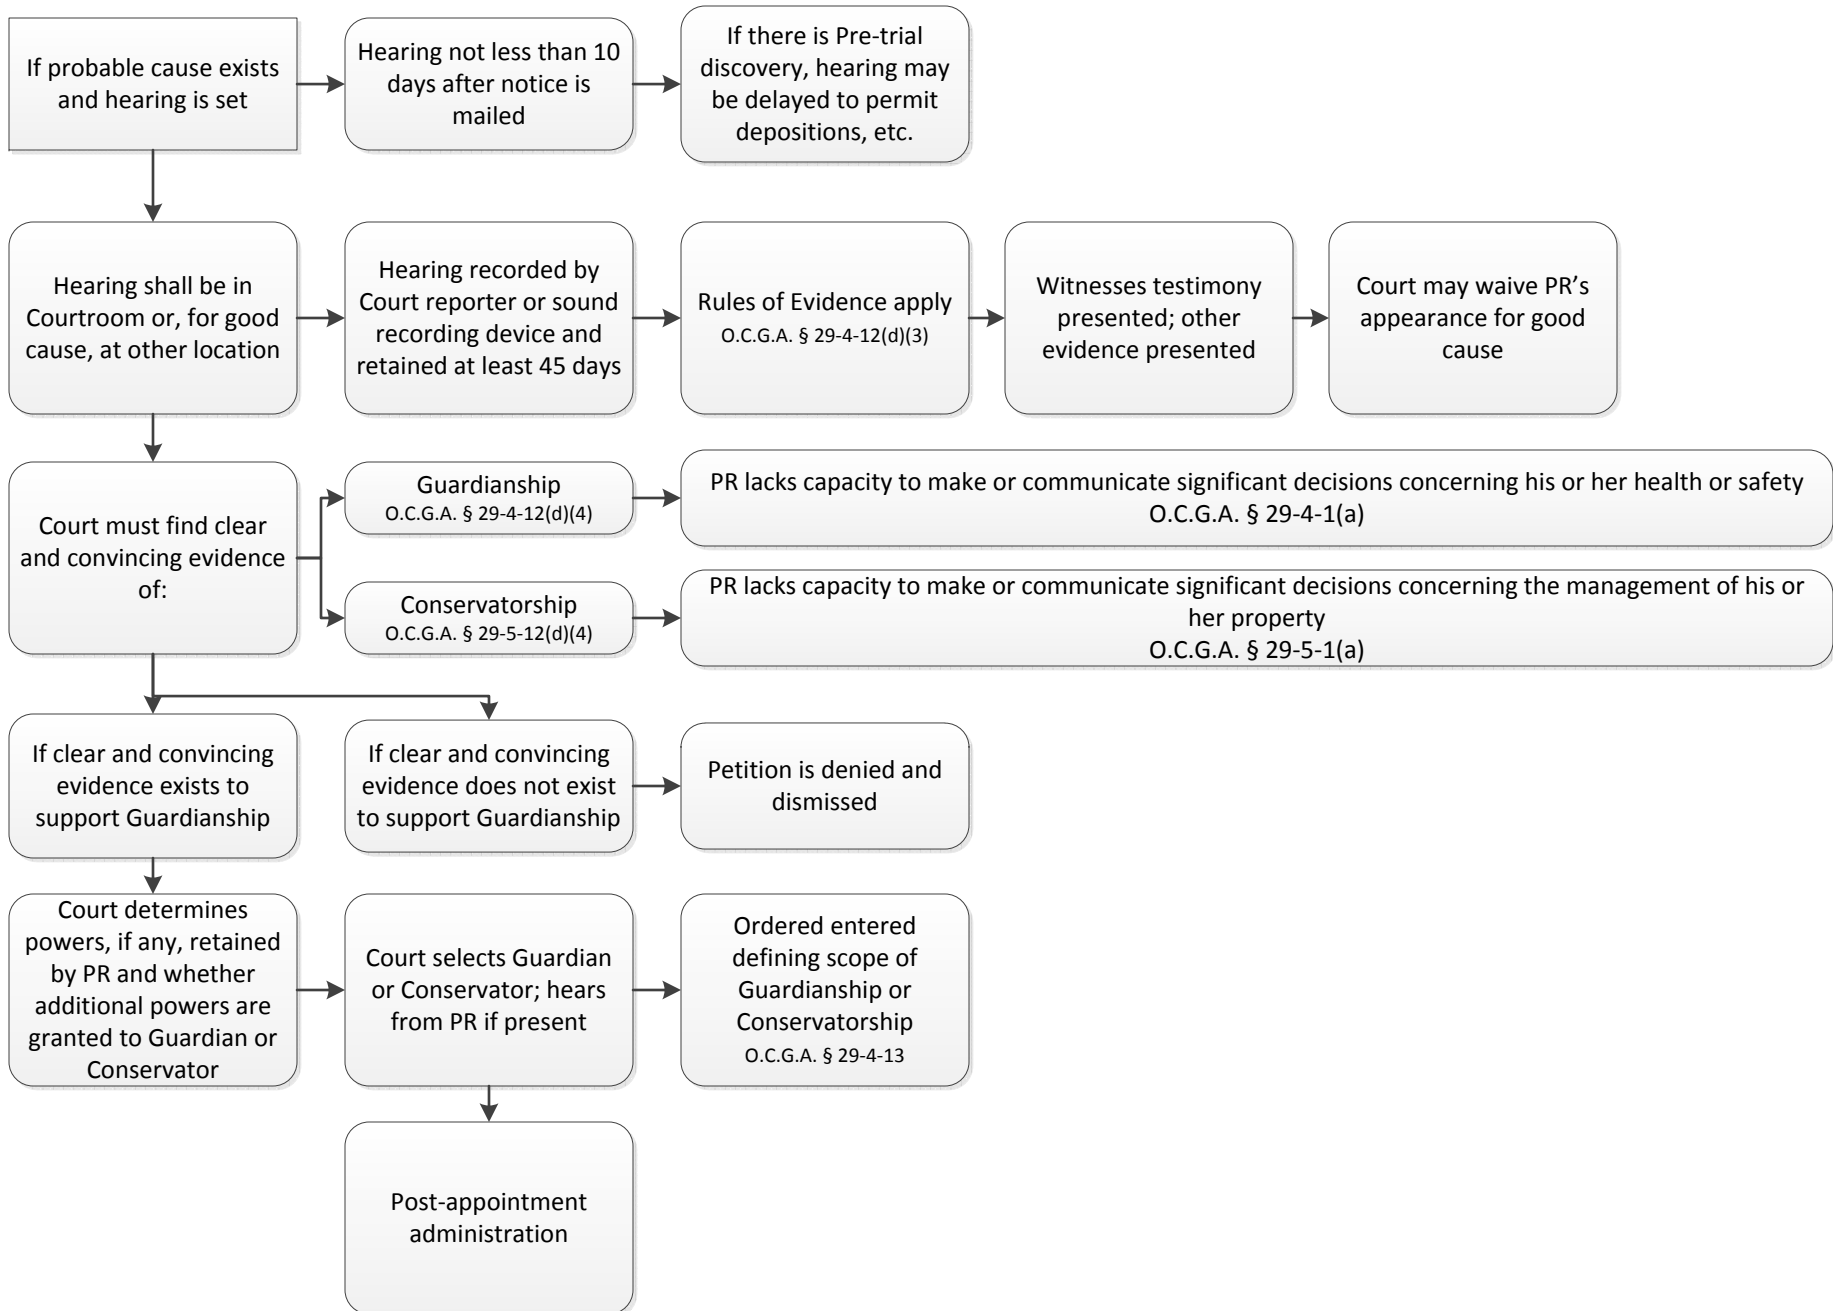 If probable cause exists
and hearing is set
Hearing not less than 10
days after notice is
mailed
If there is Pre-trial
discovery, hearing may
be delayed to permit
depositions, etc.
Hearing shall be in
Courtroom or, for good
cause, at other location
Hearing recorded by
Court reporter or sound
recording device and
retained at least 45 days
Rules of Evidence apply
O.C.G.A. § 29-4-12(d)(3)
Witnesses testimony
presented; other
evidence presented
Court may waive PR’s
appearance for good
cause
Court must find clear
and convincing evidence
of:
Guardianship
O.C.G.A. § 29-4-12(d)(4)
PR lacks capacity to make or communicate significant decisions concerning his or her health or safety
O.C.G.A. § 29-4-1(a)
Conservatorship
O.C.G.A. § 29-5-12(d)(4)
PR lacks capacity to make or communicate significant decisions concerning the management of his or
her property
O.C.G.A. § 29-5-1(a)
If clear and convincing
evidence exists to
support Guardianship
If clear and convincing
evidence does not exist
to support Guardianship
Petition is denied and
dismissed
Court determines
powers, if any, retained
by PR and whether
additional powers are
granted to Guardian or
Conservator
Court selects Guardian
or Conservator; hears
from PR if present
Ordered entered
defining scope of
Guardianship or
Conservatorship
O.C.G.A. § 29-4-13
Post-appointment
administration